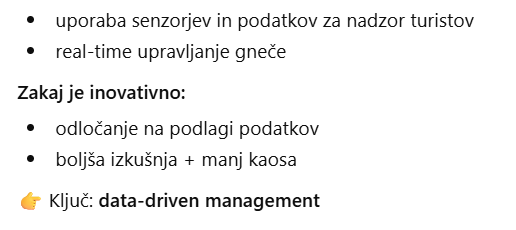 • uporaba senzorjev in podatkov za nadzor turistov
• real-time upravljanje gneče
Zakaj je inovativno:
• odločanje na podlagi podatkov
• boljša izkušnja + manj kaosa
👉 Ključ: data-driven management